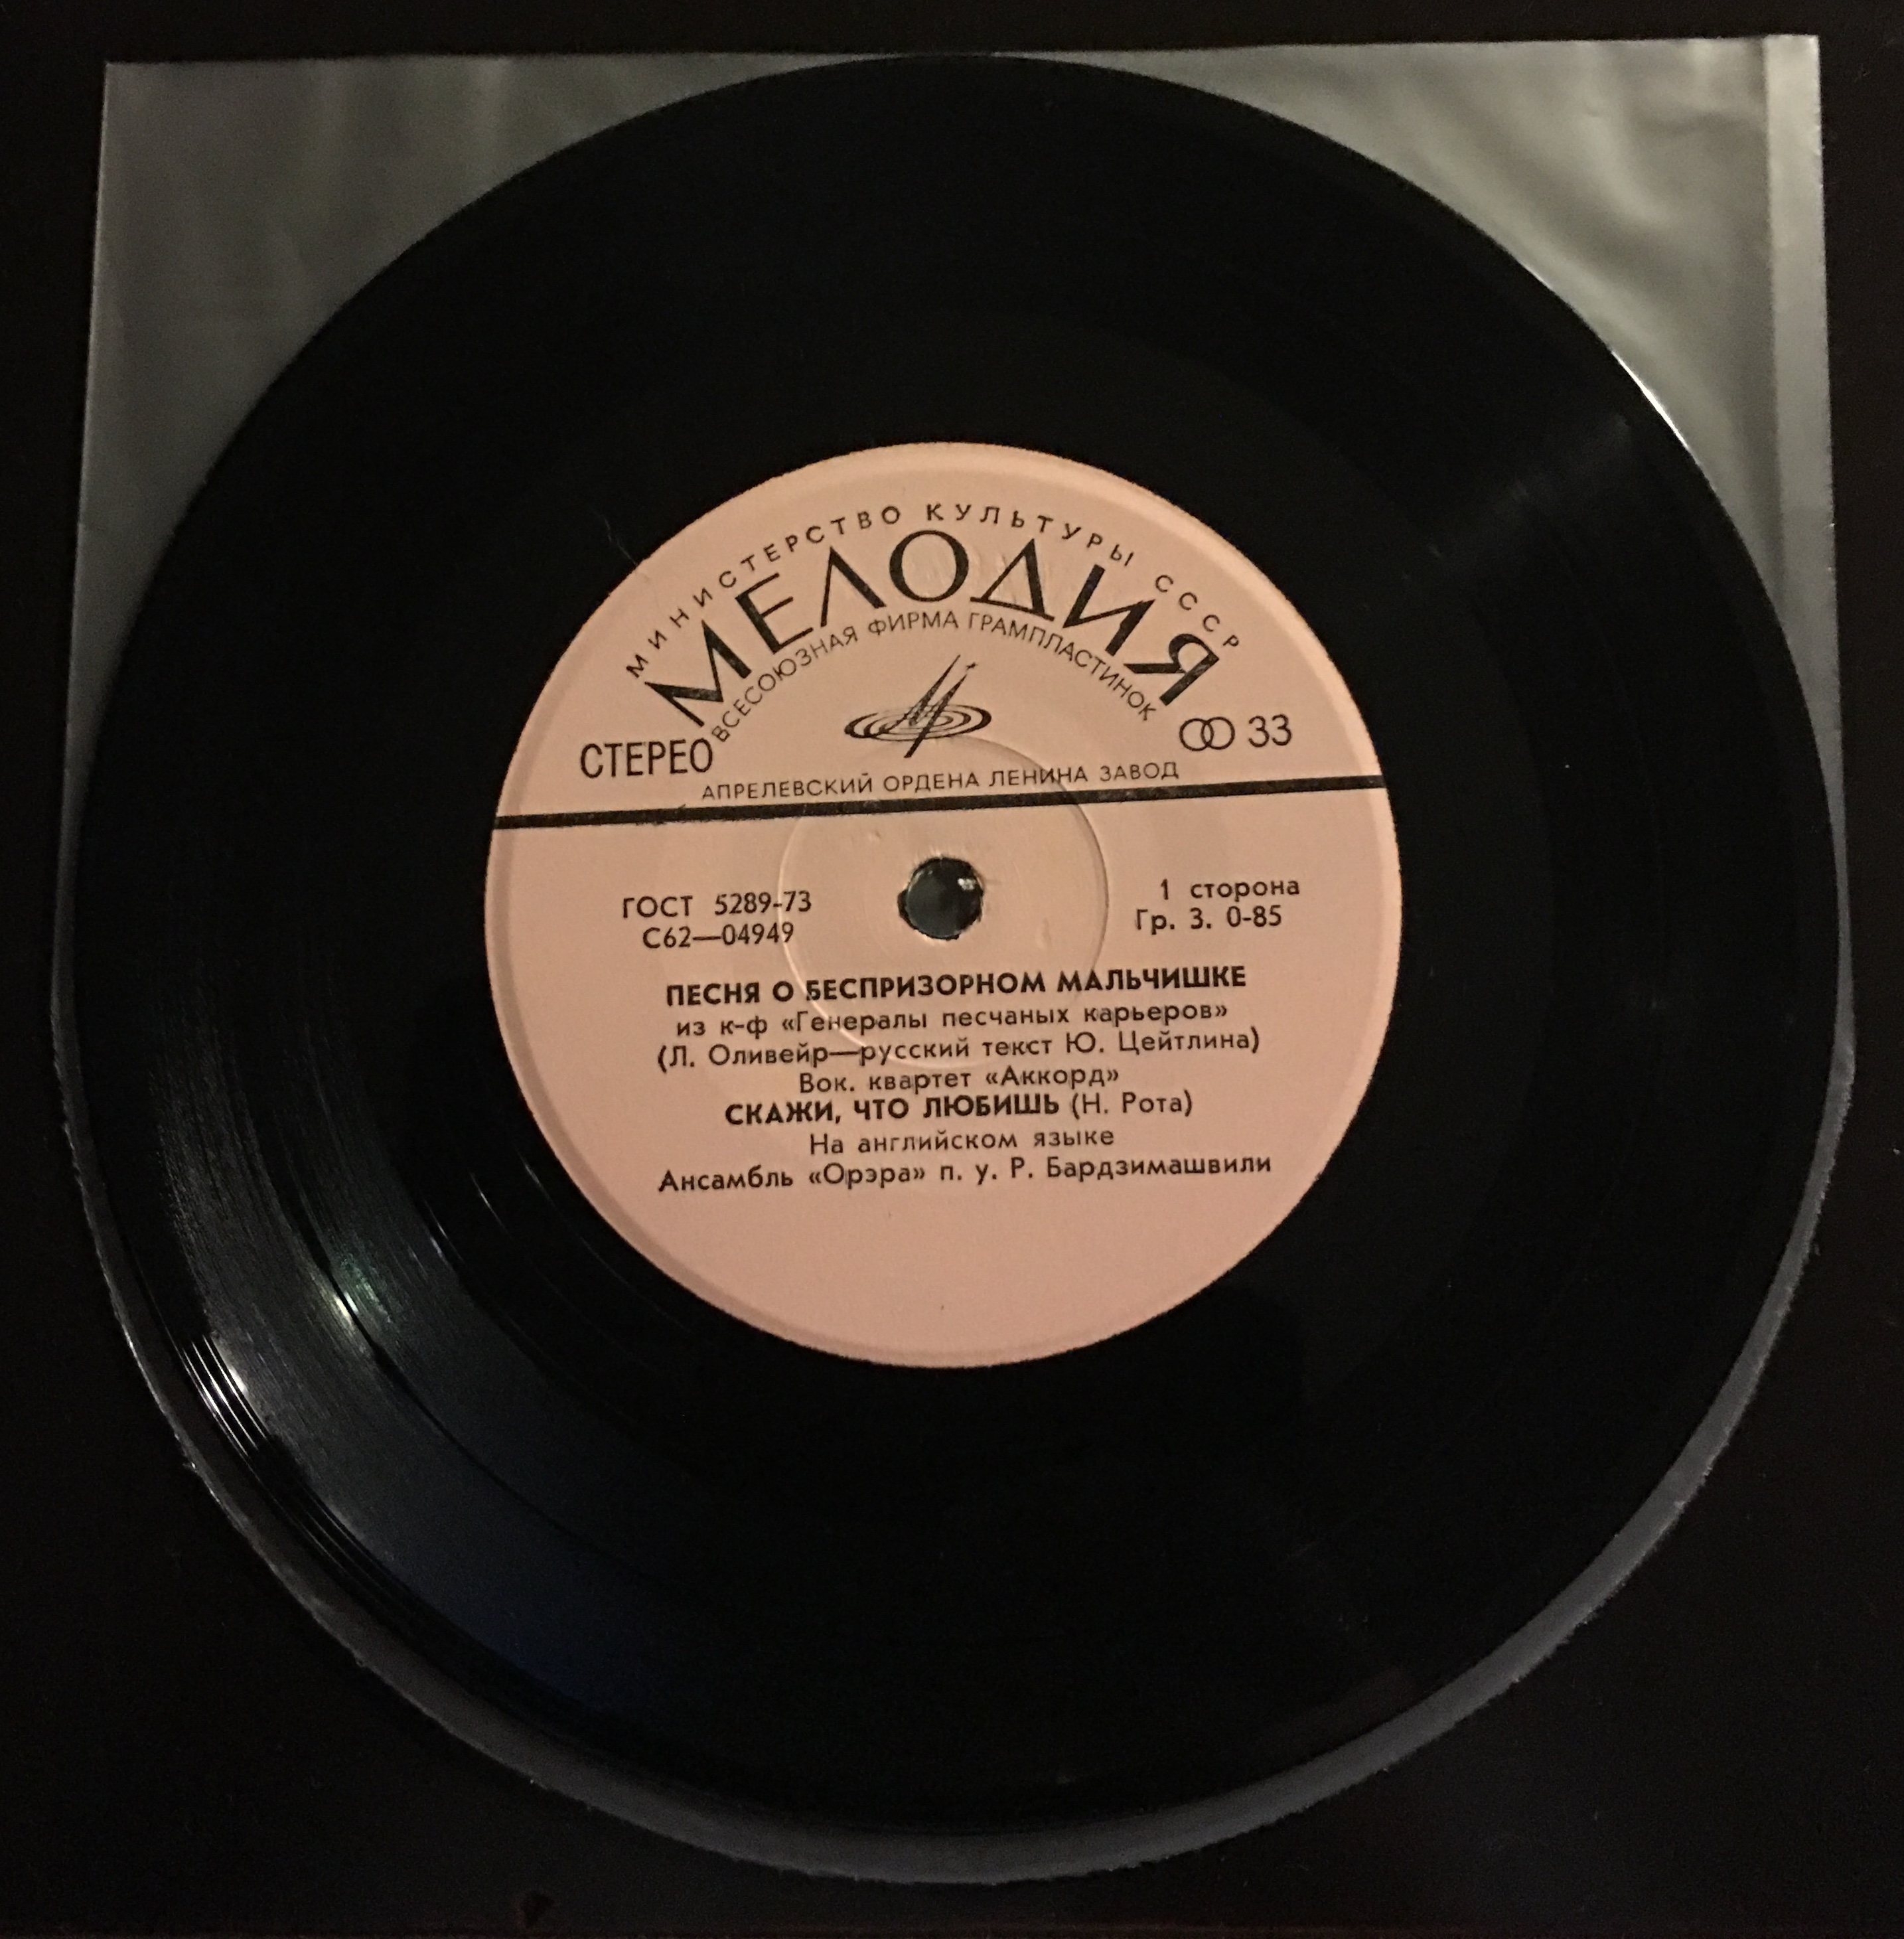 МИНИСТЕРСТВО КУЛЬТУРЫ СССР
МЕЛОДИЯ
ВСЕСОЮЗНАЯ ФИРМА ГРАМПЛАСТИНОК
СТЕРЕО
33
АПРЕЛЕВСКИЙ ОРДЕНА ЛЕНИНА ЗАВОД
ГОСТ 5289-73
С62—04949
1 сторона
Гр. 3. 0-85
ПЕСНЯ О БЕСПРИЗОРНОМ МАЛЬЧИШКЕ
из к-ф «Генералы песчаных карьеров»
(Л. Оливейр—русский текст Ю. Цейтлина)
Вок. квартет «Аккорд»
СКАЖИ, ЧТО ЛЮБИШЬ (Н. Рота)
На английском языке
Ансамбль «Орэра» п. у. Р. Бардзимашвили